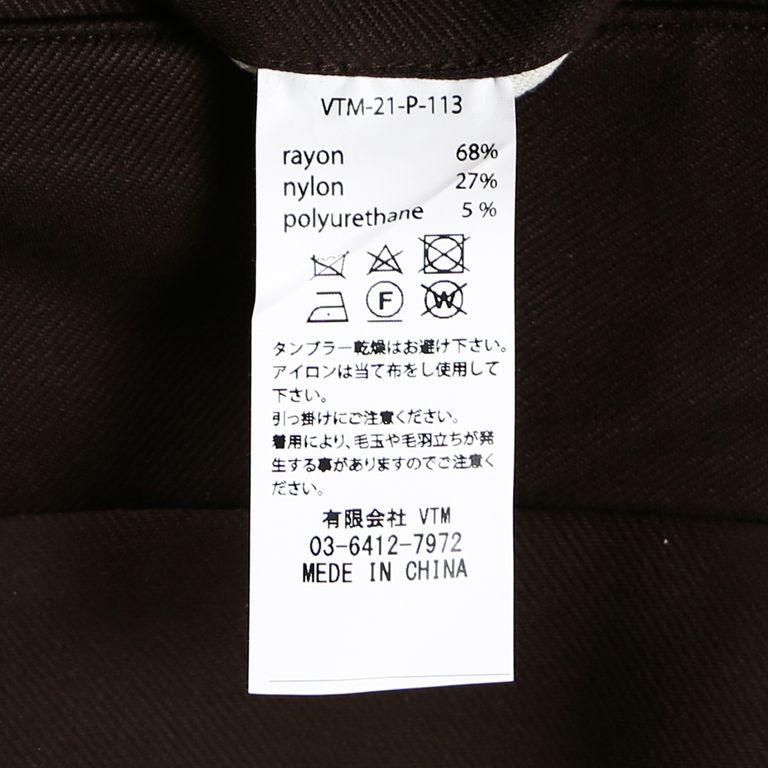 VTM-21-P-113
rayon 68%
nylon 27%
polyurethane 5 %
F W
タンブラー乾燥はお避け下さい。
アイロンは当て布をし使用して
下さい。
引っ掛けにご注意ください。
着用により、毛玉や毛羽立ちが発
生する事がありますのでご注意く
ださい。
有限会社 VTM
03-6412-7972
MEDE IN CHINA